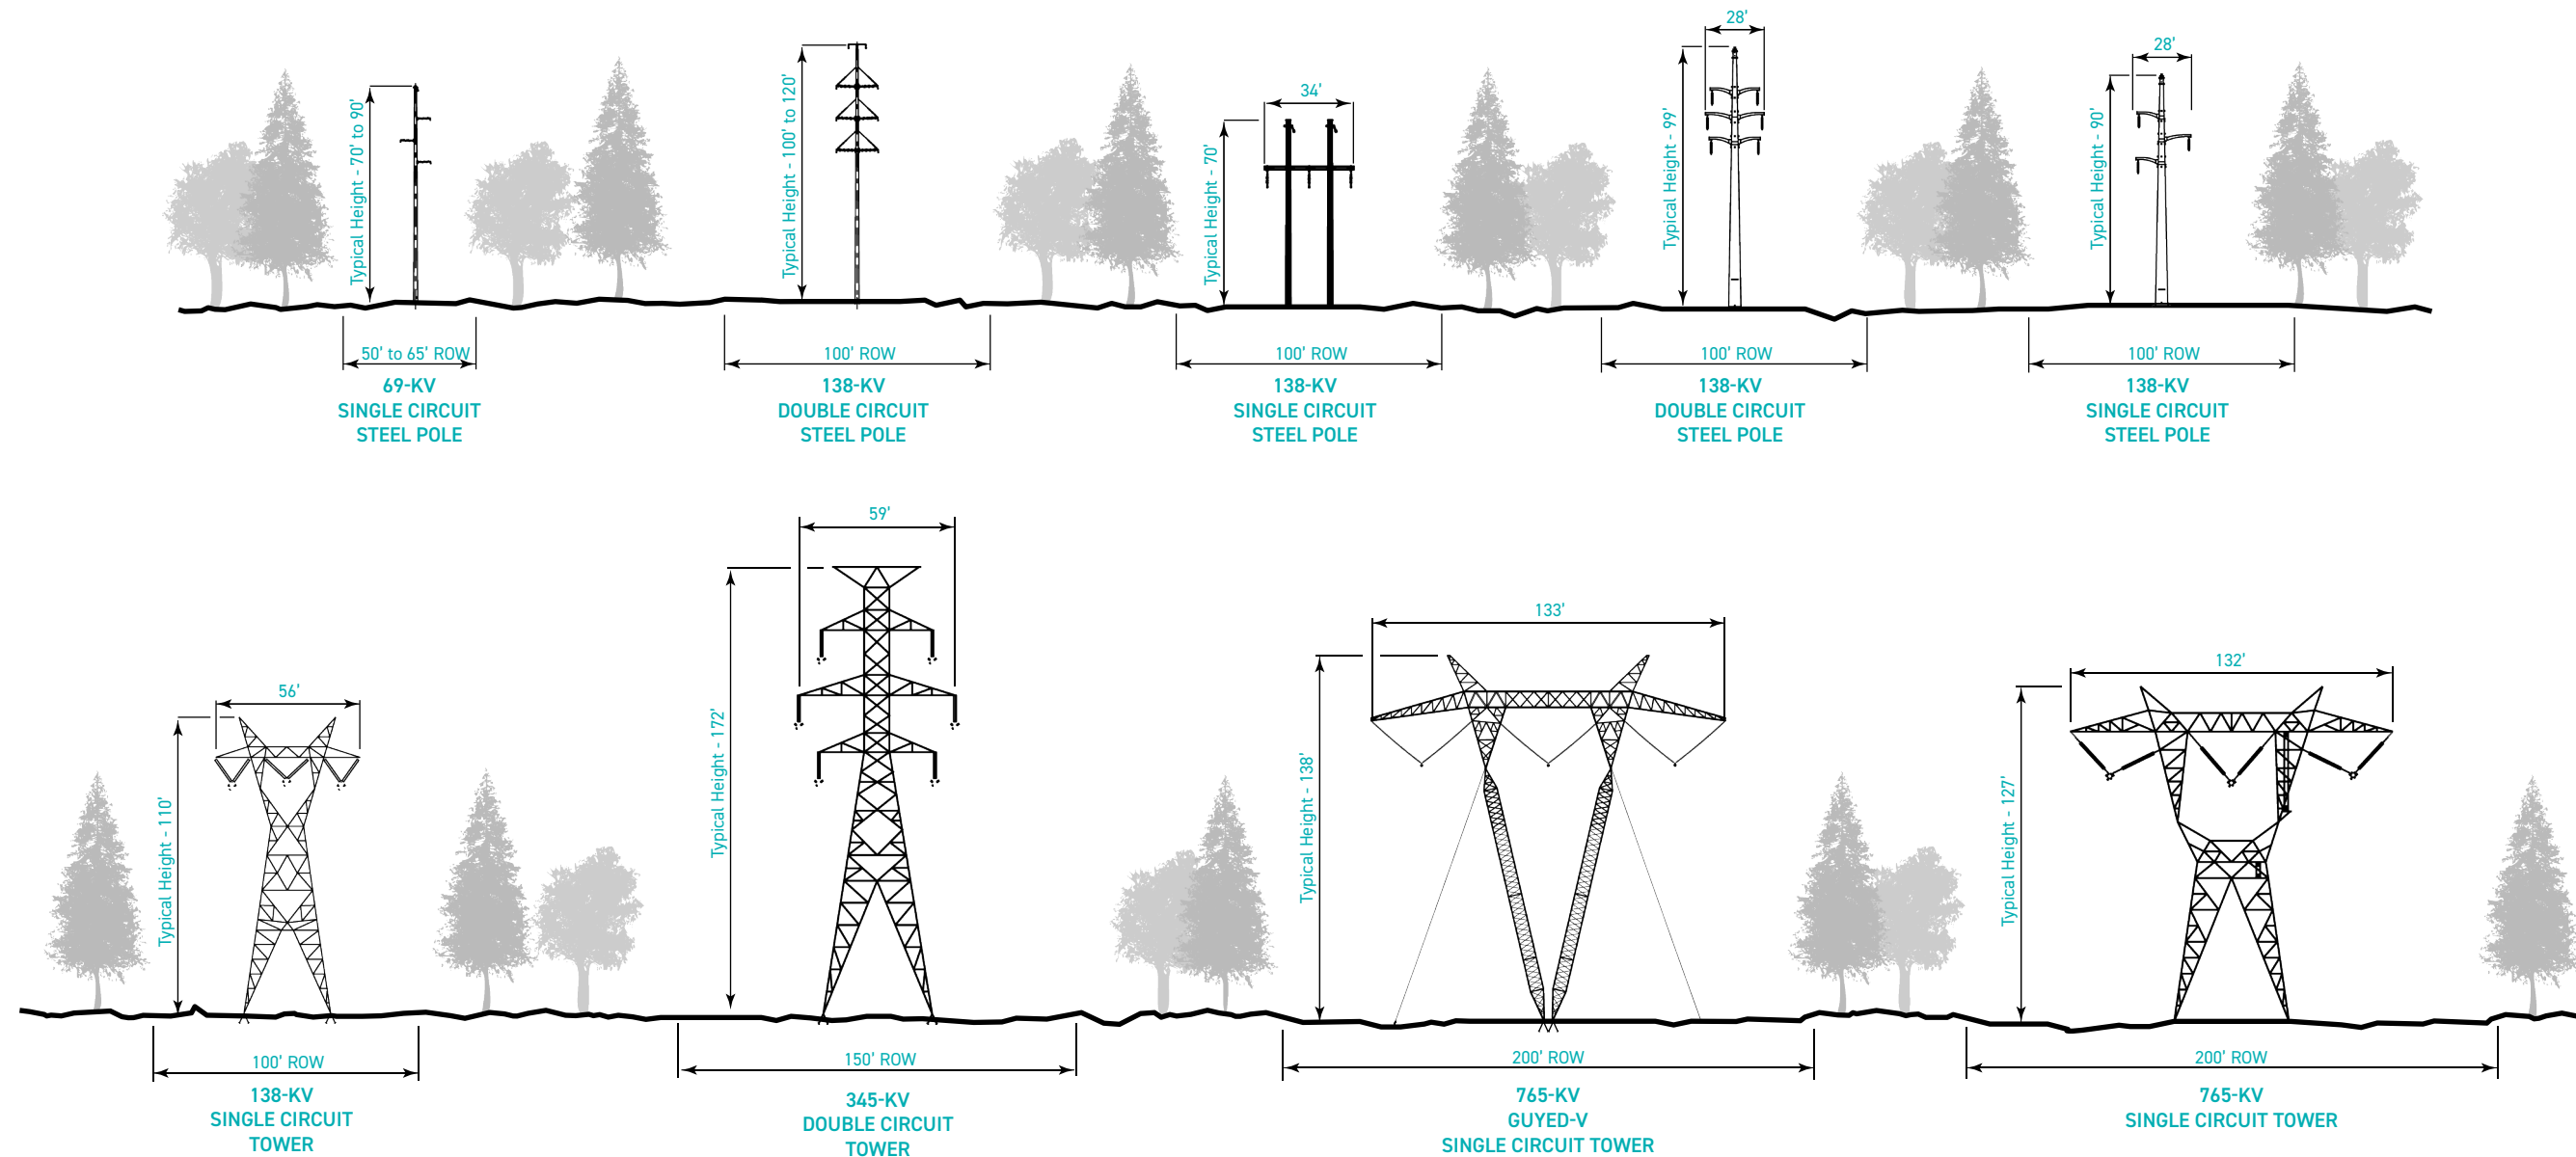 Typical Height - 70' to 90'
50' to 65' ROW
69-KV
SINGLE CIRCUIT
STEEL POLE
Typical Height - 100' to 120'
100' ROW
138-KV
DOUBLE CIRCUIT
STEEL POLE
34'
Typical Height - 70'
100' ROW
138-KV
SINGLE CIRCUIT
STEEL POLE
28'
Typical Height - 99'
100' ROW
138-KV
DOUBLE CIRCUIT
STEEL POLE
28'
Typical Height - 90'
100' ROW
138-KV
SINGLE CIRCUIT
STEEL POLE
56'
Typical Height - 110'
100' ROW
138-KV
SINGLE CIRCUIT
TOWER
59'
Typical Height - 172'
150' ROW
345-KV
DOUBLE CIRCUIT
TOWER
133'
Typical Height - 138'
200' ROW
765-KV
GUYED-V
SINGLE CIRCUIT TOWER
132'
Typical Height - 127'
200' ROW
765-KV
SINGLE CIRCUIT TOWER